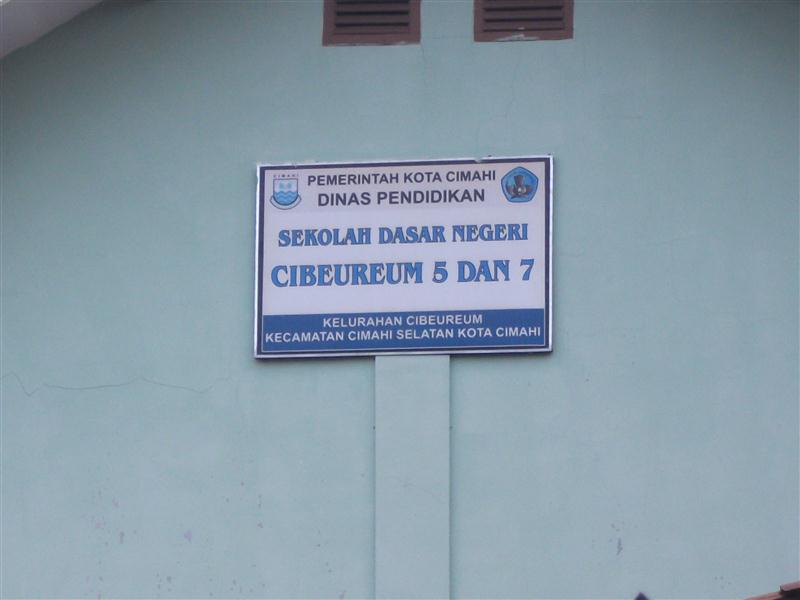 CIMAHI
PEMERINTAH KOTA CIMAHI
DINAS PENDIDIKAN
SEKOLAH DASAR NEGERI
CIBEUREUM 5 DAN 7
KELURAHAN CIBEUREUM
KECAMATAN CIMAHI SELATAN KOTA CIMAHI